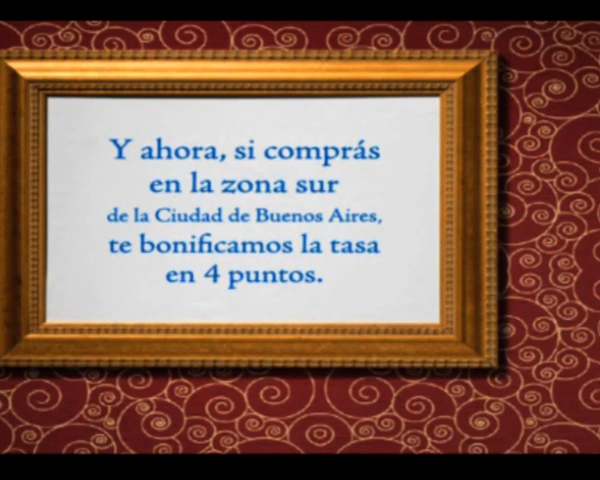 Y ahora, si comprás
en la zona sur
de la Ciudad de Buenos Aires,
te bonificamos la tasa
en 4 puntos.